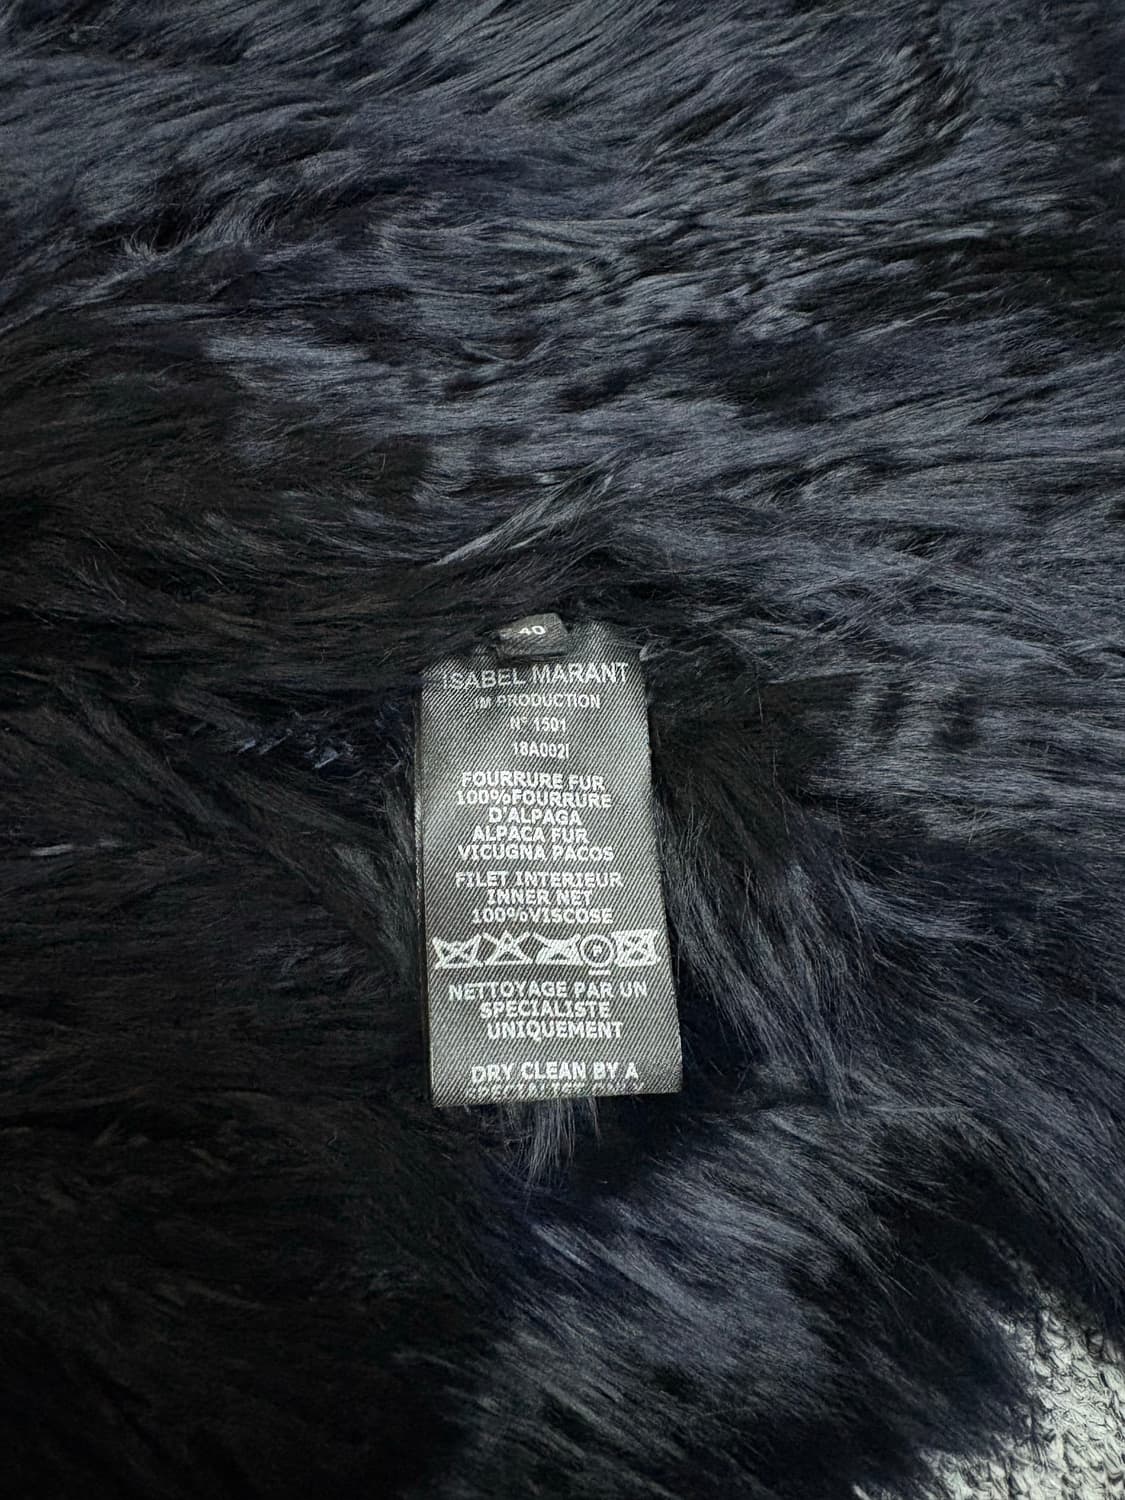 40
ISABEL MARANT
IM PRODUCTION
N° 1501
18A002I
FOURRURE FUR
100%FOURRURE
D'ALPAGA
ALPACA FUR
VICUGNA PACOS
FILET INTERIEUR
INNER NET
100%VISCOSE
NETTOYAGE PAR UN
SPECIALISTE
UNIQUEMENT
DRY CLEAN BY A